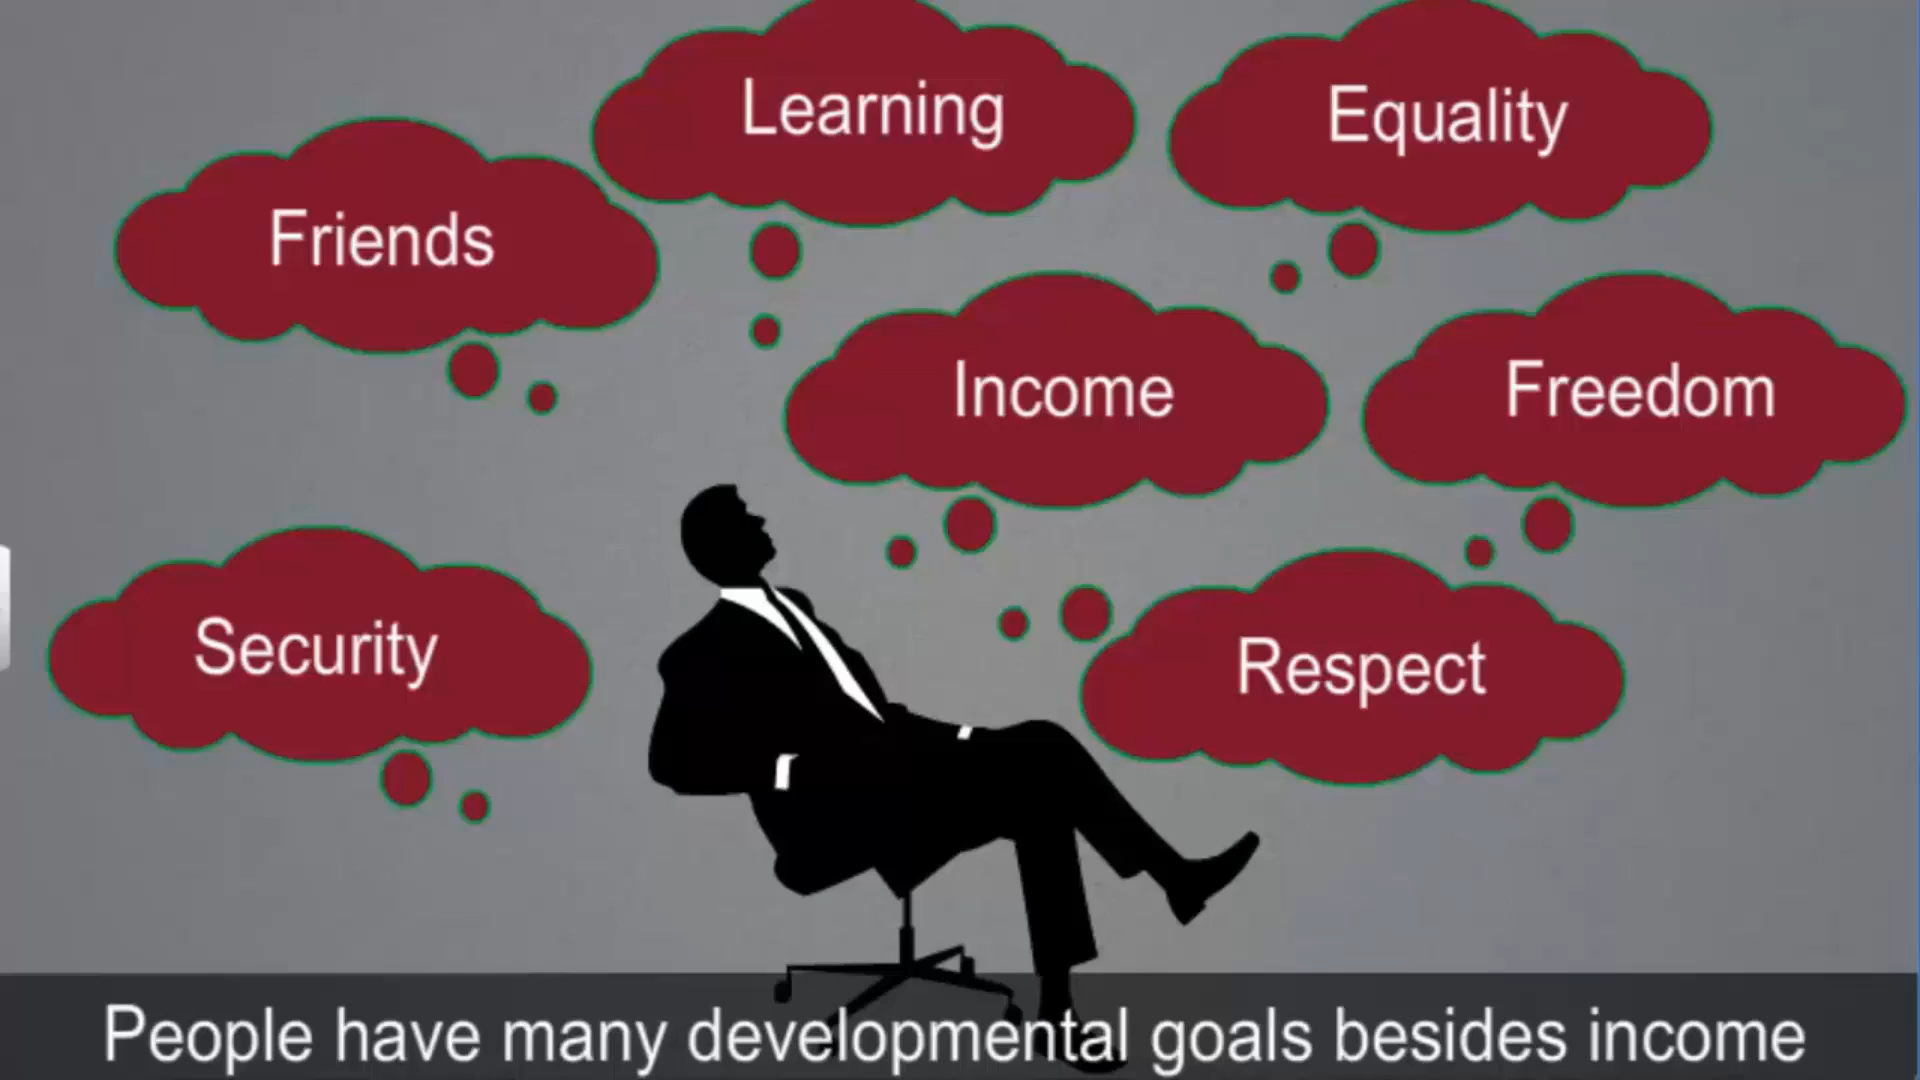 Learning
Equality
Friends
Income
Freedom
Security
Respect
People have many developmental goals besides income